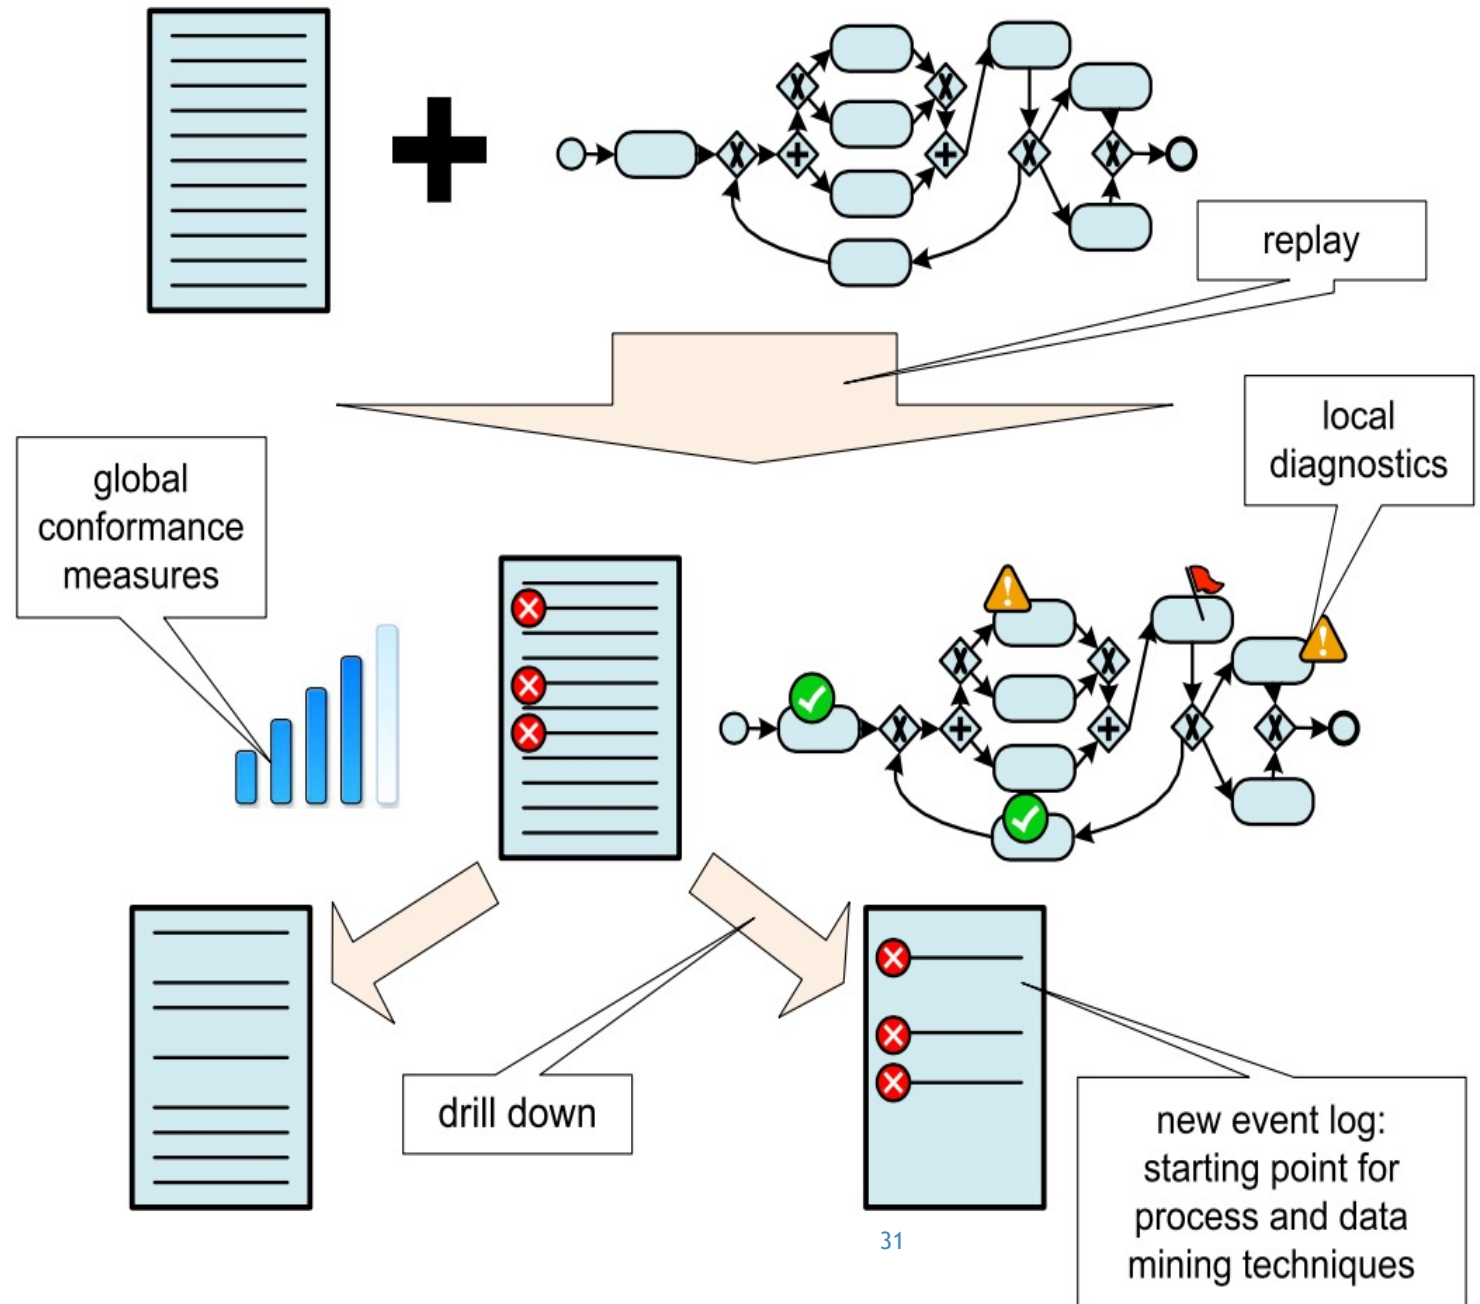 replay
local
diagnostics
global
conformance
measures
drill down
new event log:
starting point for
process and data
mining techniques
31